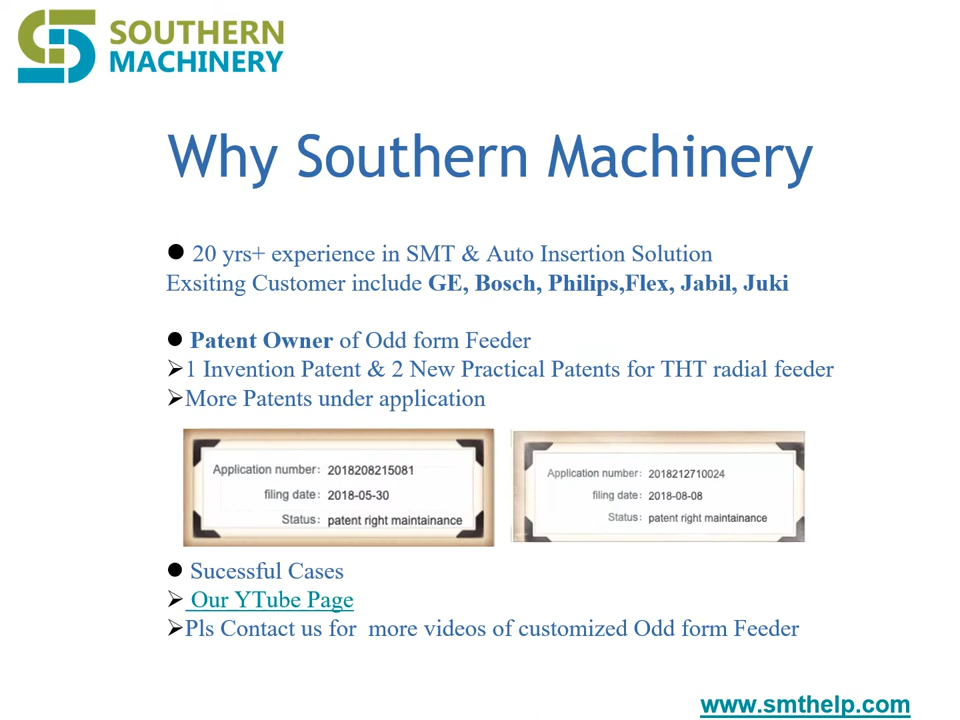 SOUTHERN
MACHINERY
Why Southern Machinery
● 20 yrs+ experience in SMT & Auto Insertion Solution
Exsiting Customer include GE, Bosch, Philips,Flex, Jabil, Juki
● Patent Owner of Odd form Feeder
➢1 Invention Patent & 2 New Practical Patents for THT radial feeder
➢More Patents under application
Application number: 2018208215081
filing date: 2018-05-30
Status: patent right maintainance
Application number: 2018212710024
filing date: 2018-08-08
Status: patent right maintainance
● Sucessful Cases
➢ Our YTube Page
➢Pls Contact us for more videos of customized Odd form Feeder
www.smthelp.com